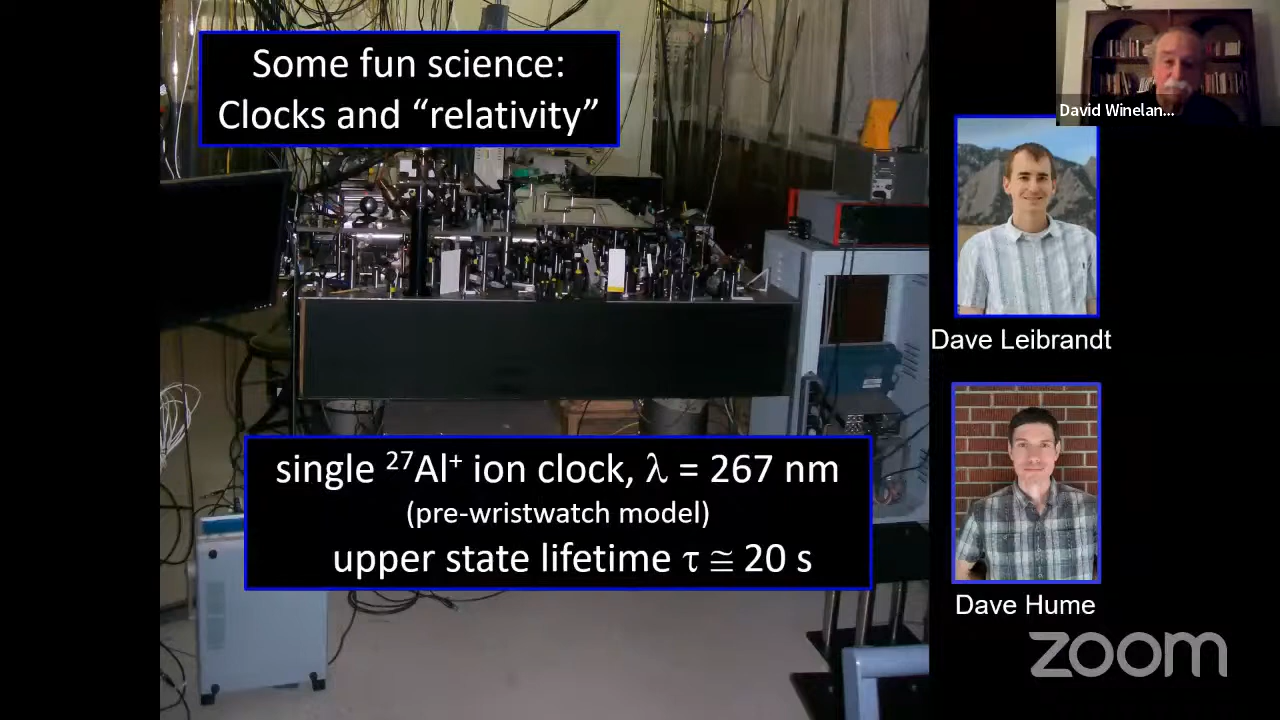 Some fun science:
Clocks and “relativity”
David Winelan...
Dave Leibrandt
single ²⁷Al⁺ ion clock, λ = 267 nm
(pre-wristwatch model)
upper state lifetime τ ≅ 20 s
Dave Hume
zoom